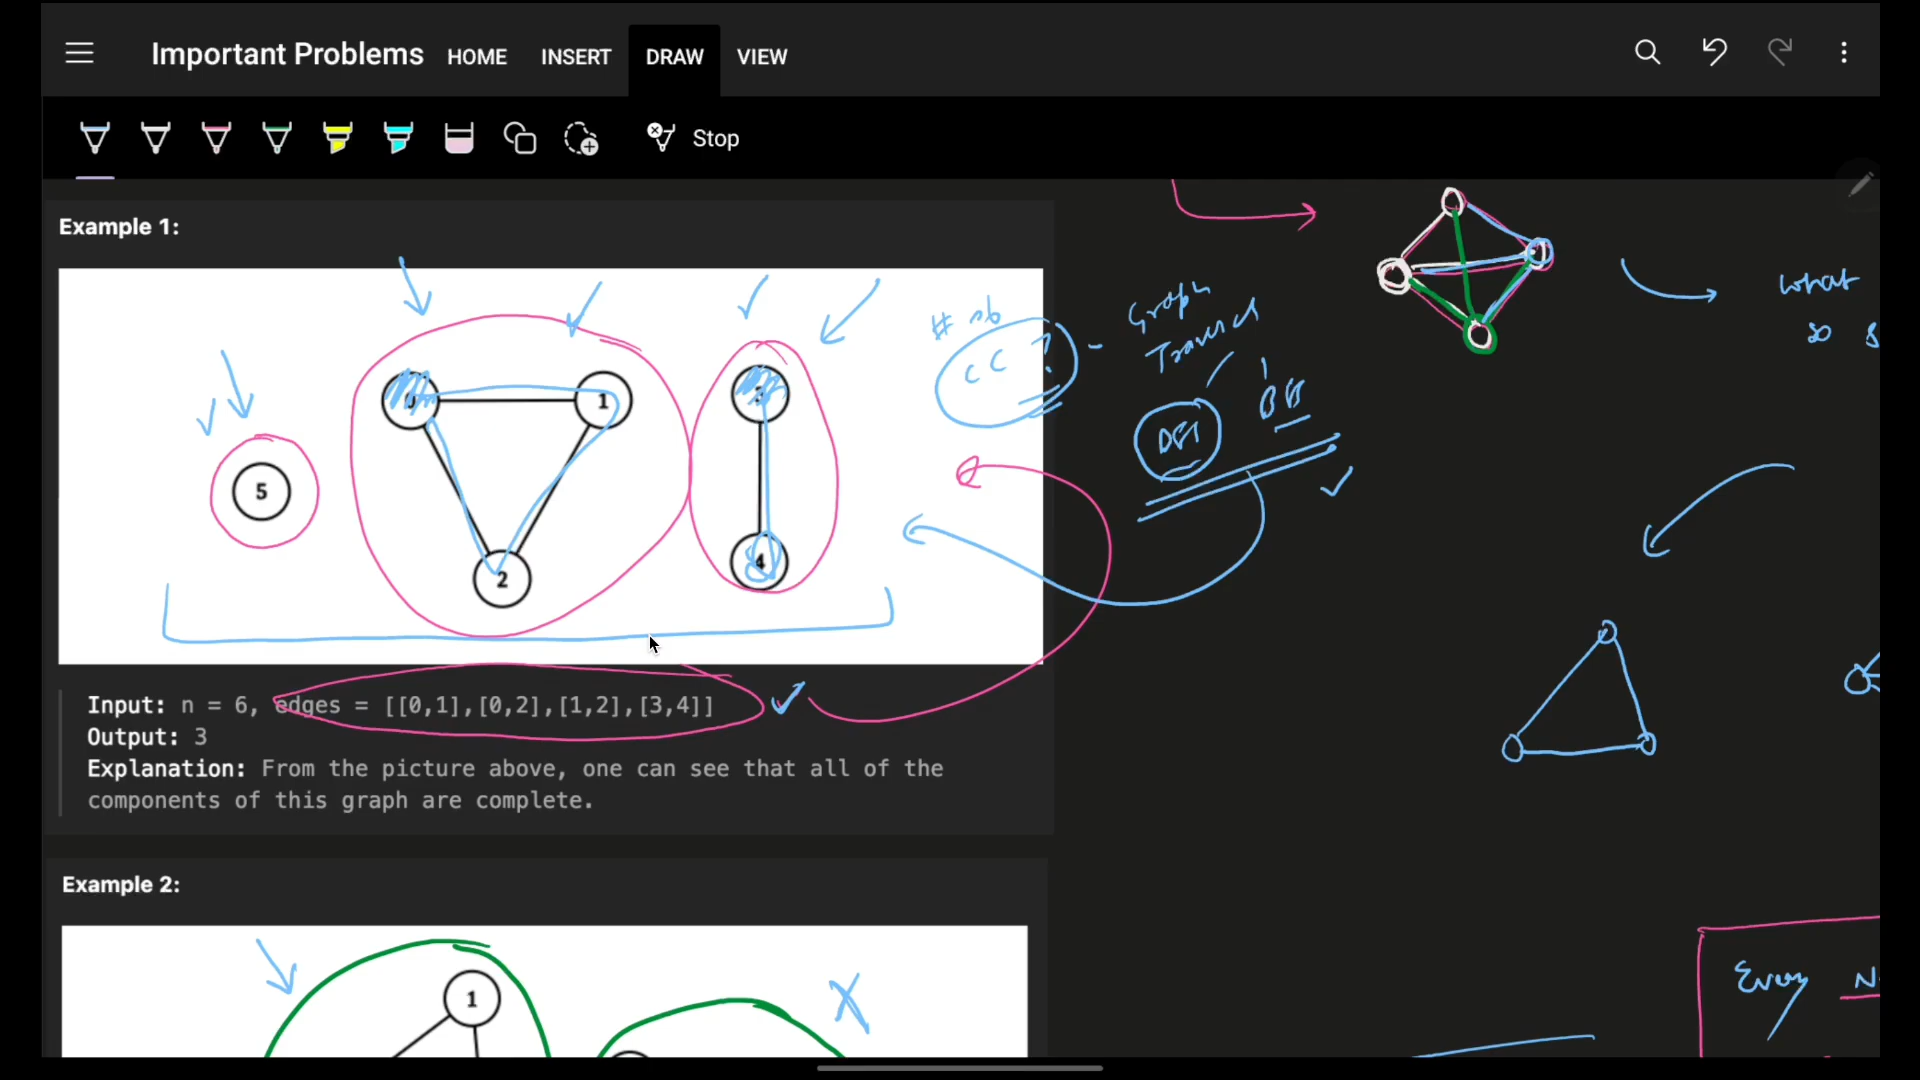 Important Problems HOME INSERT DRAW VIEW
Stop
Example 1:
# nb
CC ?
Graph
Traversal
DFS
what
so
5
1
2
4
Input: n = 6, edges = [[0,1],[0,2],[1,2],[3,4]]
Output: 3
Explanation: From the picture above, one can see that all of the
components of this graph are complete.
Example 2:
1
Every N